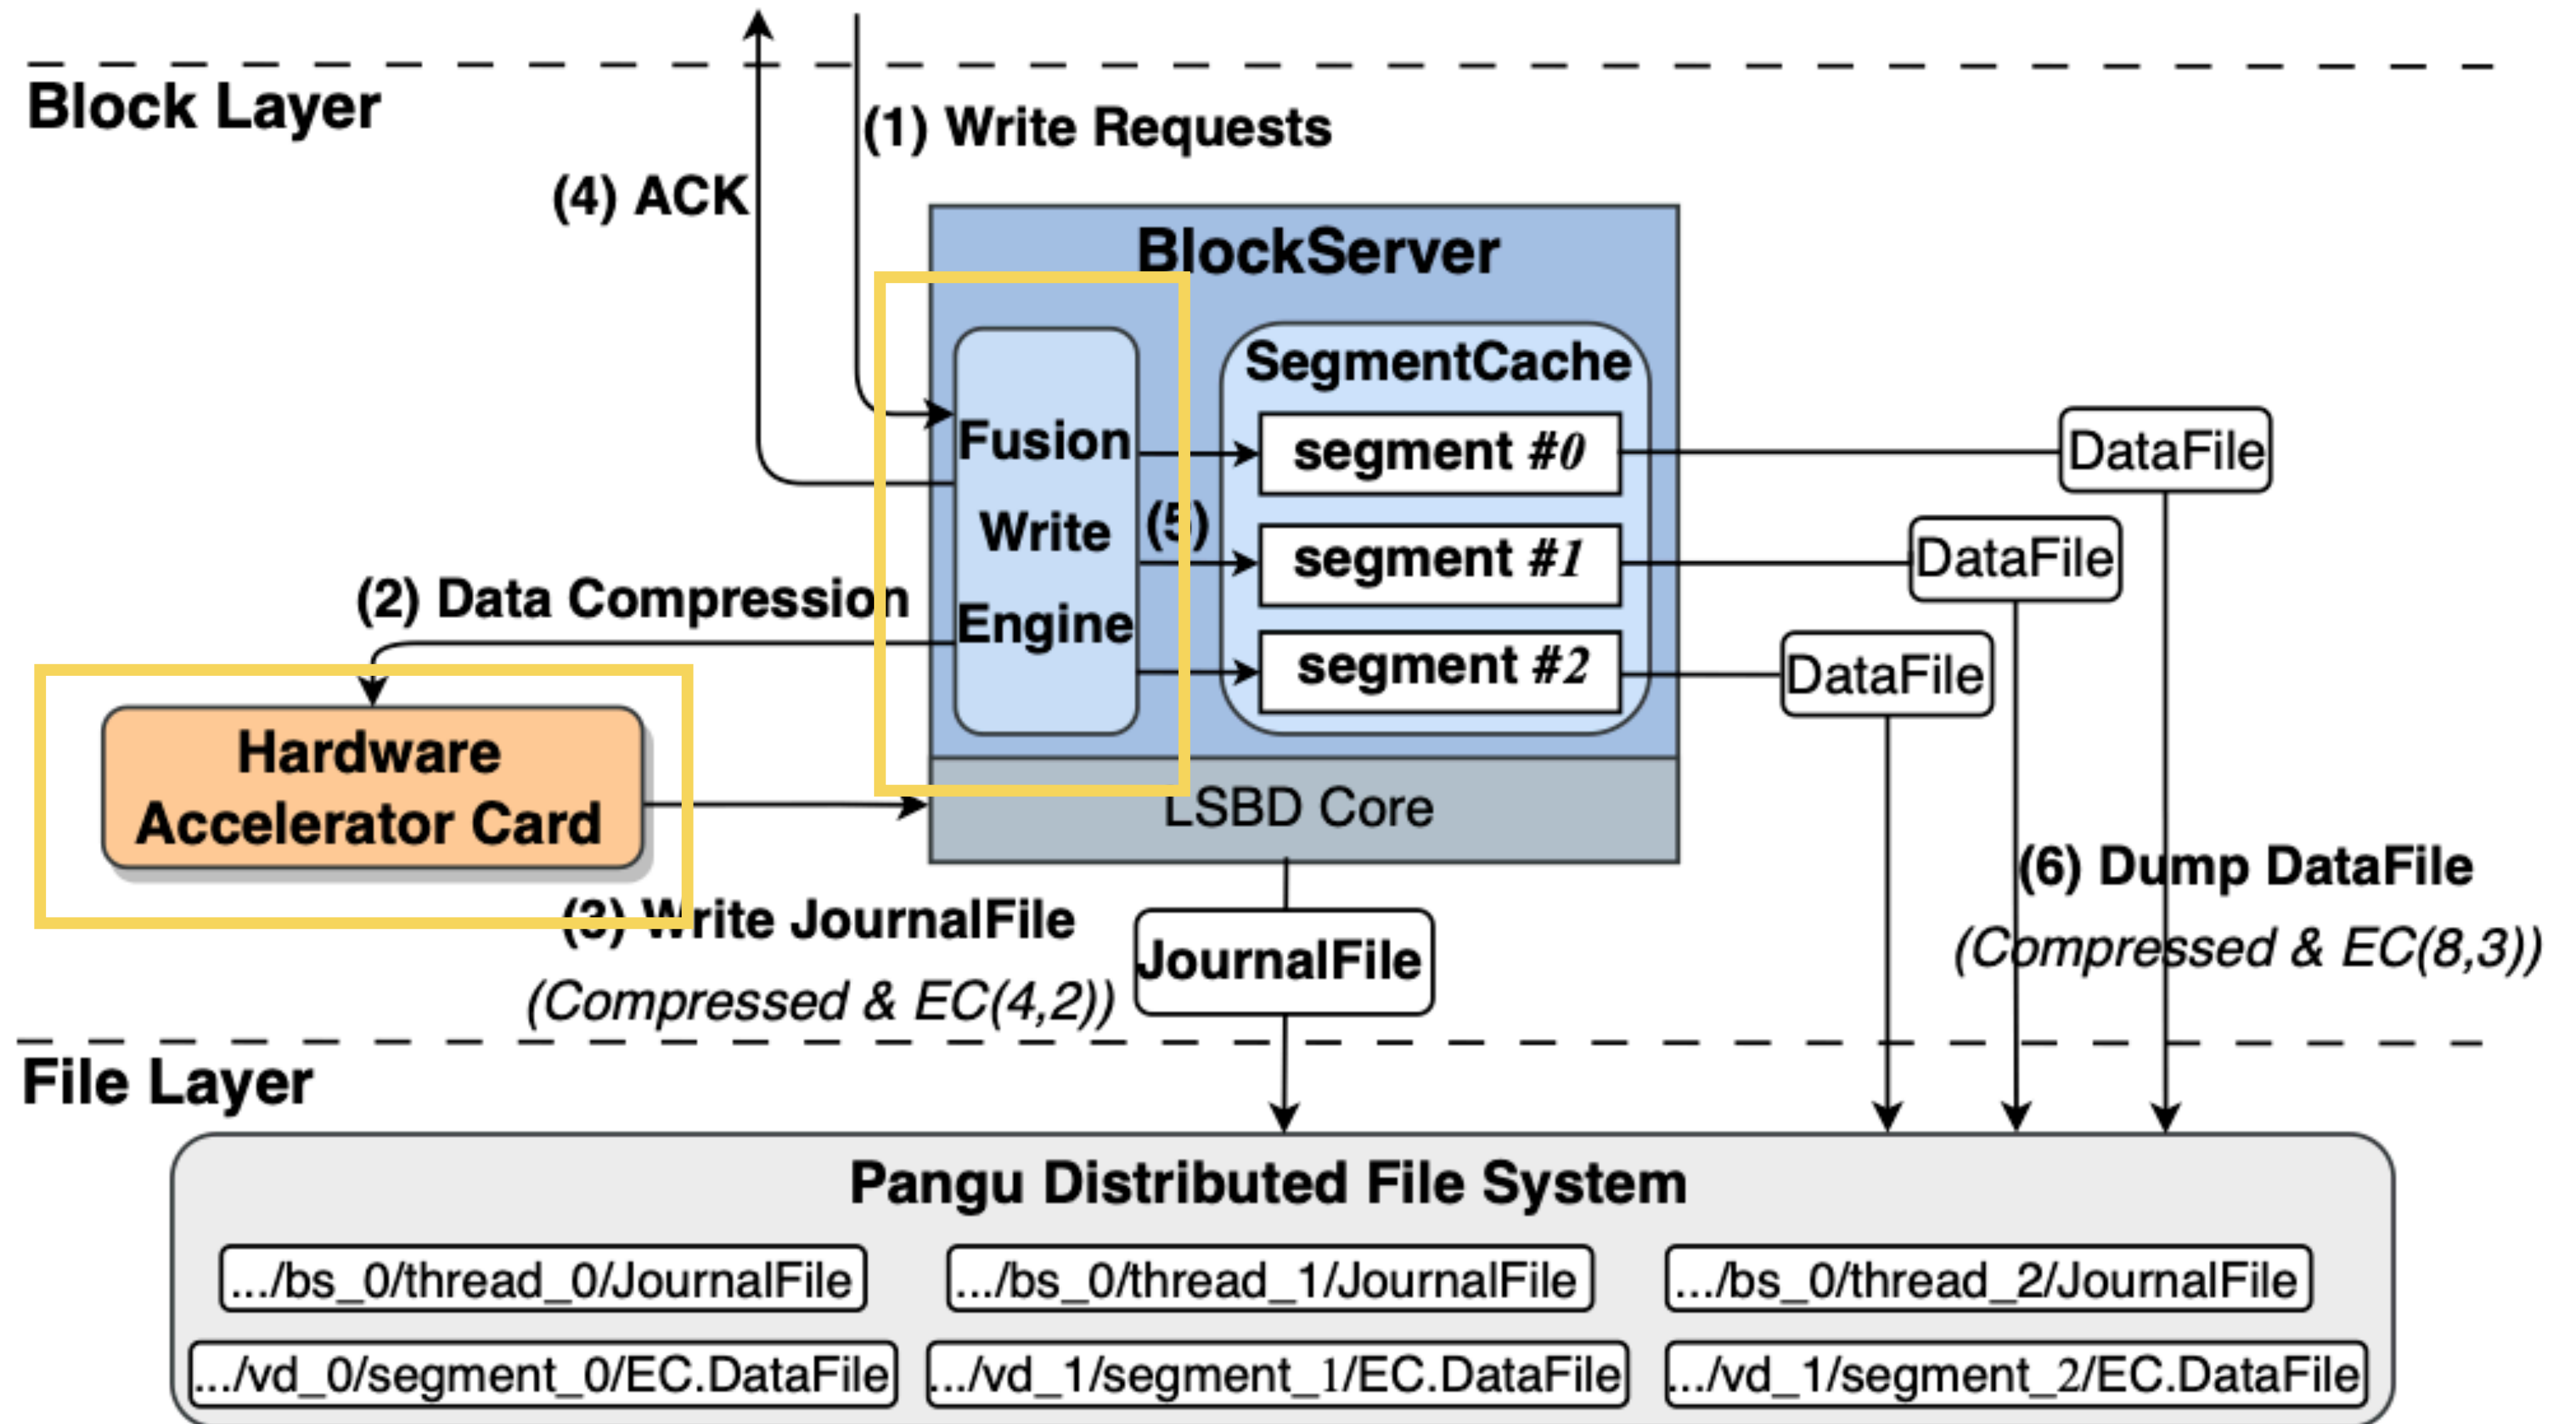 Block Layer
(1) Write Requests
(4) ACK
BlockServer
Fusion
Write
Engine
SegmentCache
segment #0
(5)
segment #1
segment #2
DataFile
DataFile
DataFile
(2) Data Compression
Hardware
Accelerator Card
LSBD Core
(3) Write JournalFile
(Compressed & EC(4,2))
JournalFile
(6) Dump DataFile
(Compressed & EC(8,3))
File Layer
Pangu Distributed File System
.../bs_0/thread_0/JournalFile
.../bs_0/thread_1/JournalFile
.../bs_0/thread_2/JournalFile
.../vd_0/segment_0/EC.DataFile
.../vd_1/segment_1/EC.DataFile
.../vd_1/segment_2/EC.DataFile